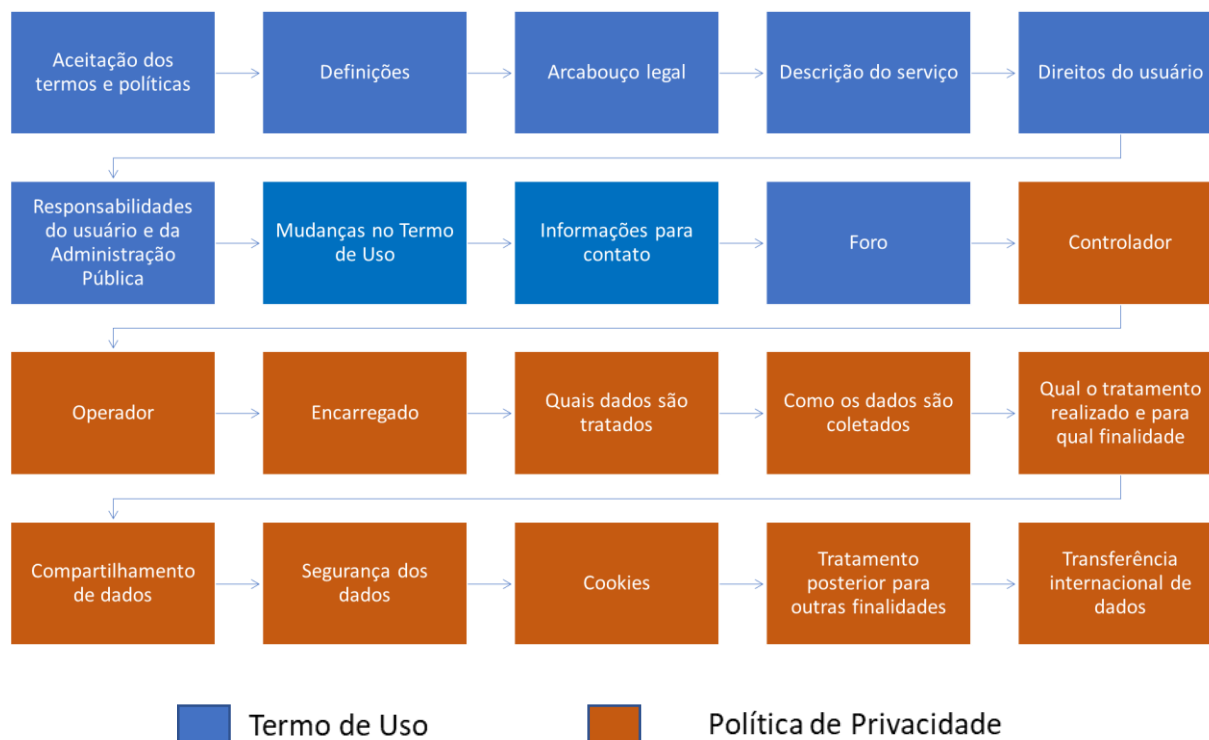 Aceitação dos
termos e políticas
Definições
Arcabouço legal
Descrição do serviço
Direitos do usuário
Responsabilidades
do usuário e da
Administração
Pública
Mudanças no Termo
de Uso
Informações para
contato
Foro
Controlador
Operador
Encarregado
Quais dados são
tratados
Como os dados são
coletados
Qual o tratamento
realizado e para
qual finalidade
Compartilhamento
de dados
Segurança dos
dados
Cookies
Tratamento
posterior para
outras finalidades
Transferência
internacional de
dados
Termo de Uso
Política de Privacidade